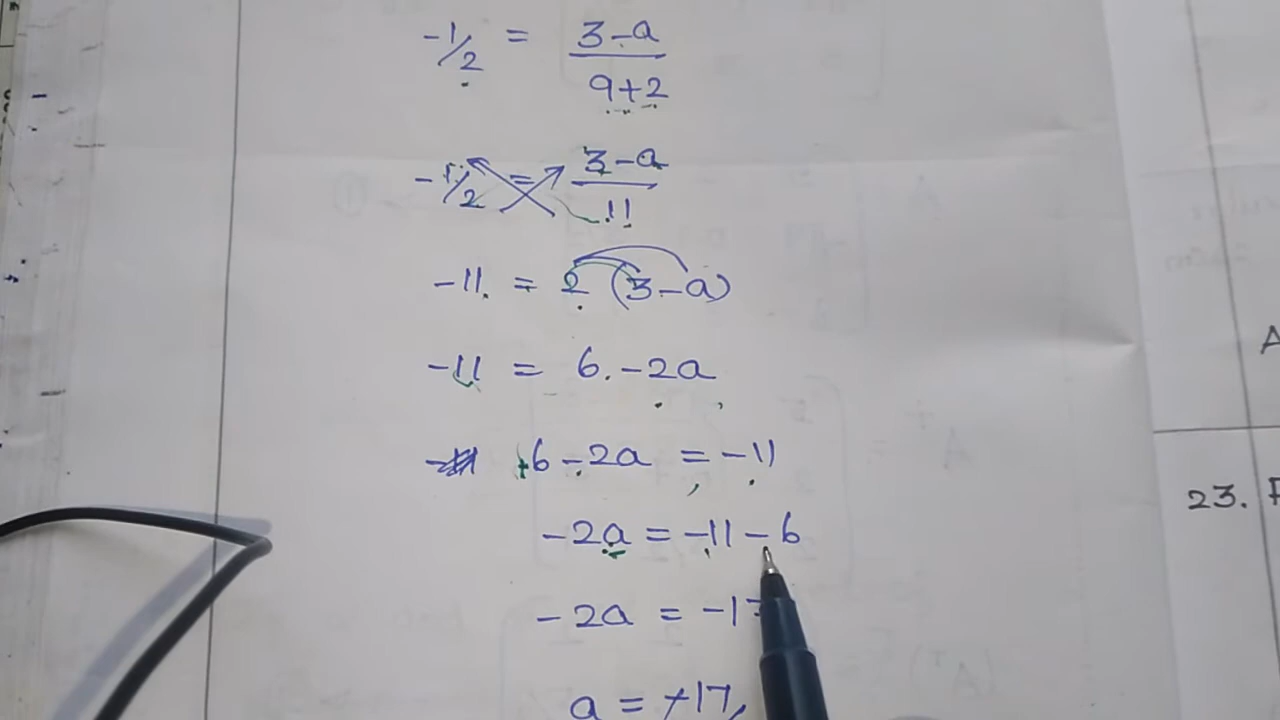 -1/2 = 3-a / 9+2
-1/2 = 3-a / 11
-11 = 2 (3-a)
-11 = 6 -2a
+6 -2a = -11
-2a = -11 - 6
-2a = -17
a = -17
23.